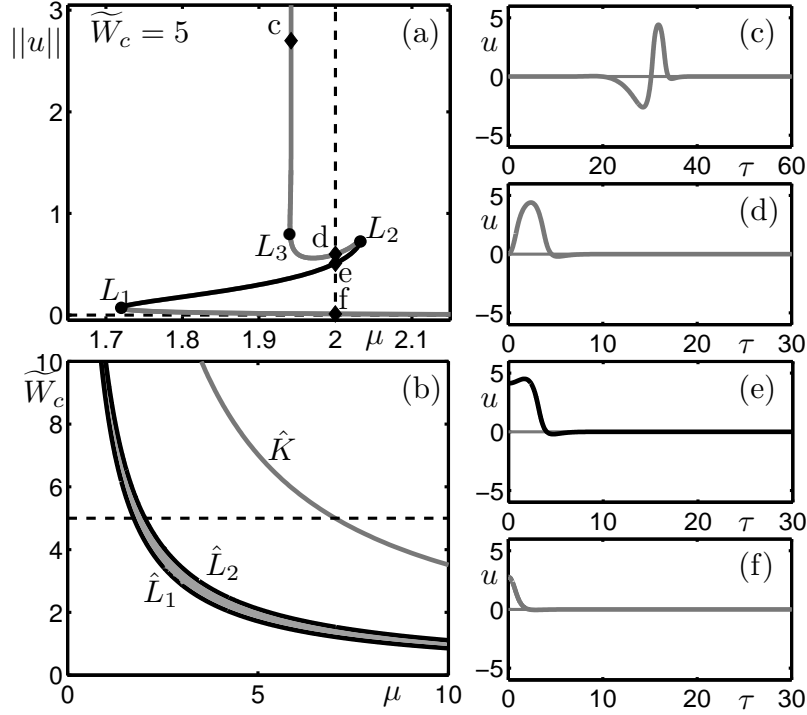 ||u||
W̃c = 5
(a)
3
2
1
0
c
L3
L2
L1
d
e
f
1.7 1.8 1.9 2 μ 2.1
(b)
W̃c
10
8
6
4
2
0
K̂
L̂1
L̂2
0 5 μ 10
(c)
u
5
0
−5
0 20 40 τ 60
(d)
u
5
0
−5
0 10 20 τ 30
(e)
u
5
0
−5
0 10 20 τ 30
(f)
u
5
0
−5
0 10 20 τ 30